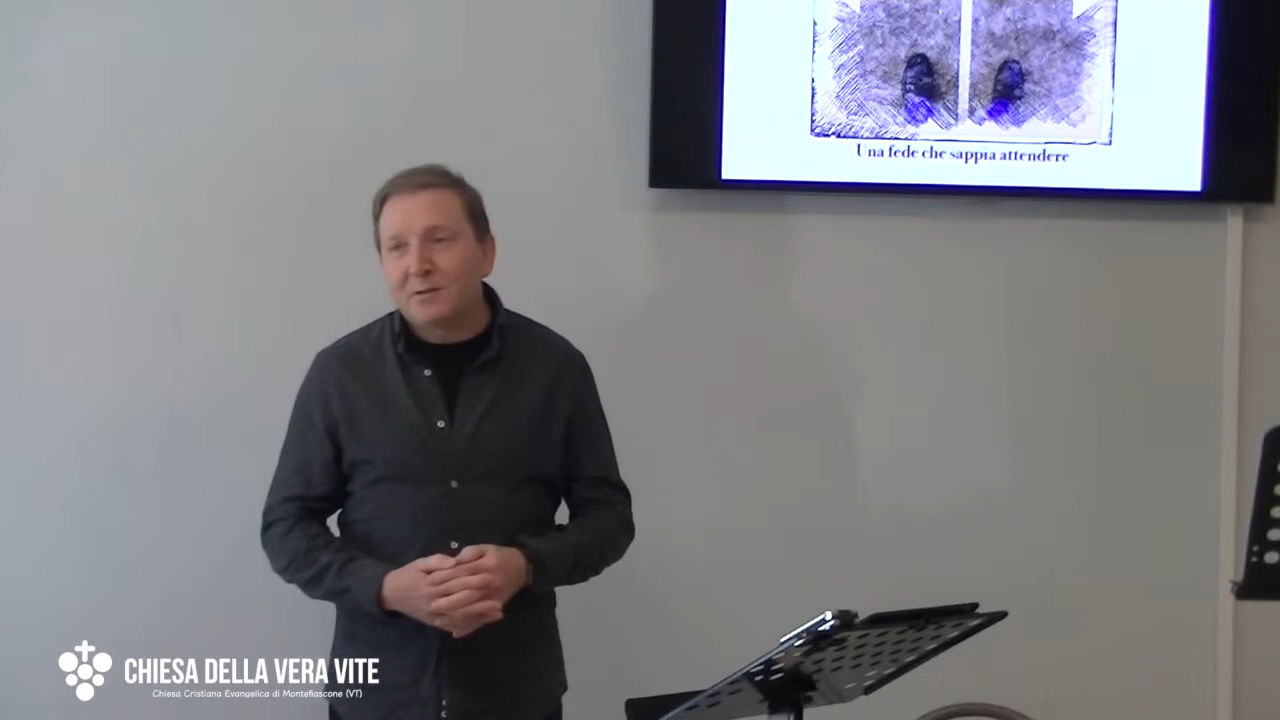 Una fede che sappia attendere
CHIESA DELLA VERA VITE
Chiesa Cristiana Evangelica di Montefiascone (VT)